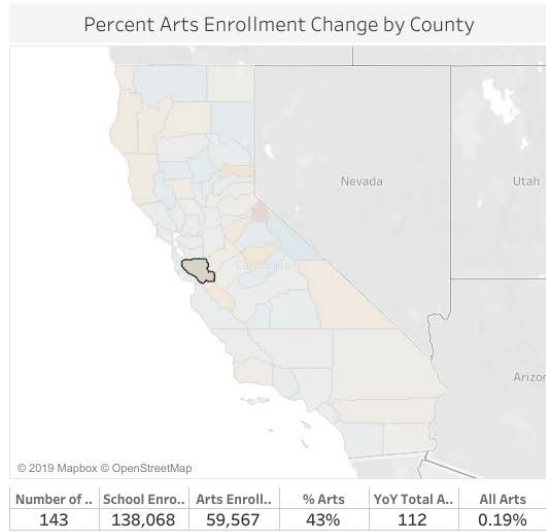 Percent Arts Enrollment Change by County
Nevada
Utah
California
Arizon
© 2019 Mapbox © OpenStreetMap
Number of .. School Enro.. Arts Enroll.. % Arts YoY Total A.. All Arts
143 138,068 59,567 43% 112 0.19%